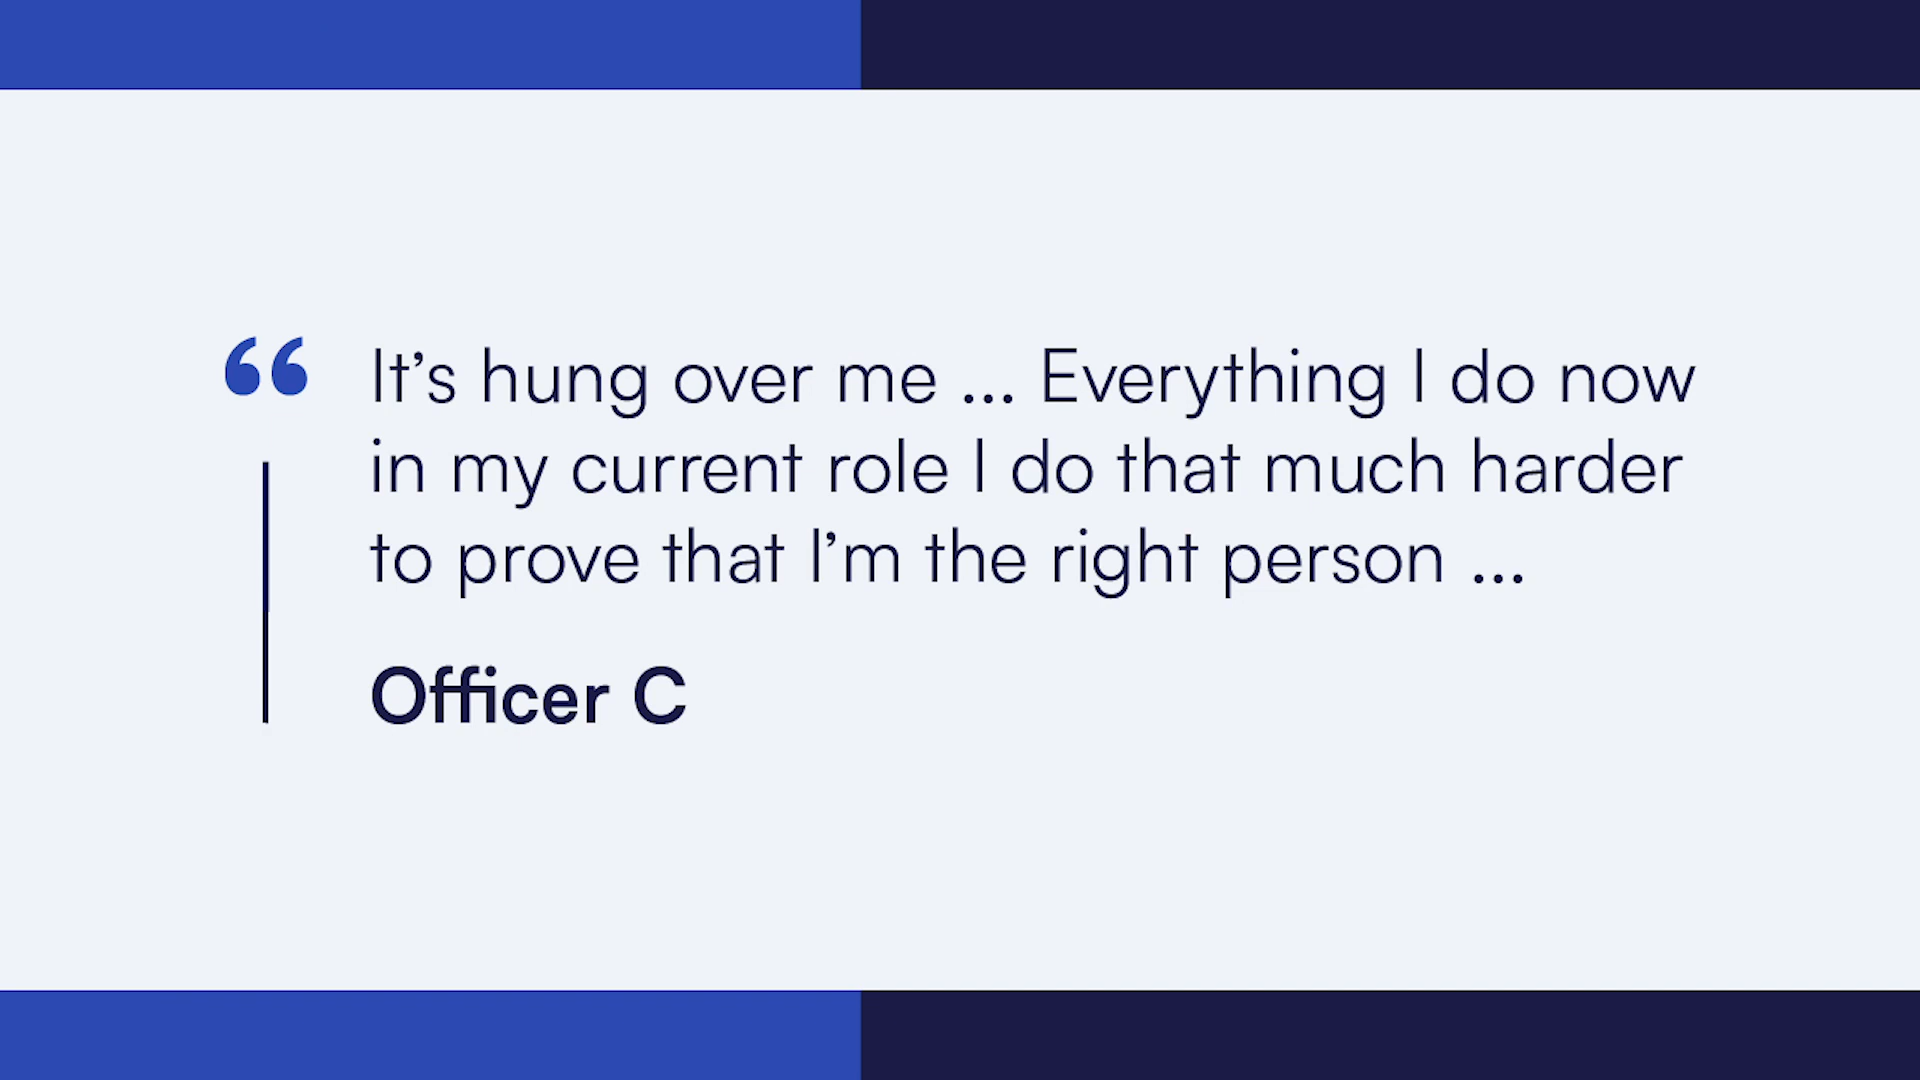 “ It’s hung over me ... Everything I do now
in my current role I do that much harder
to prove that I’m the right person ...
Officer C